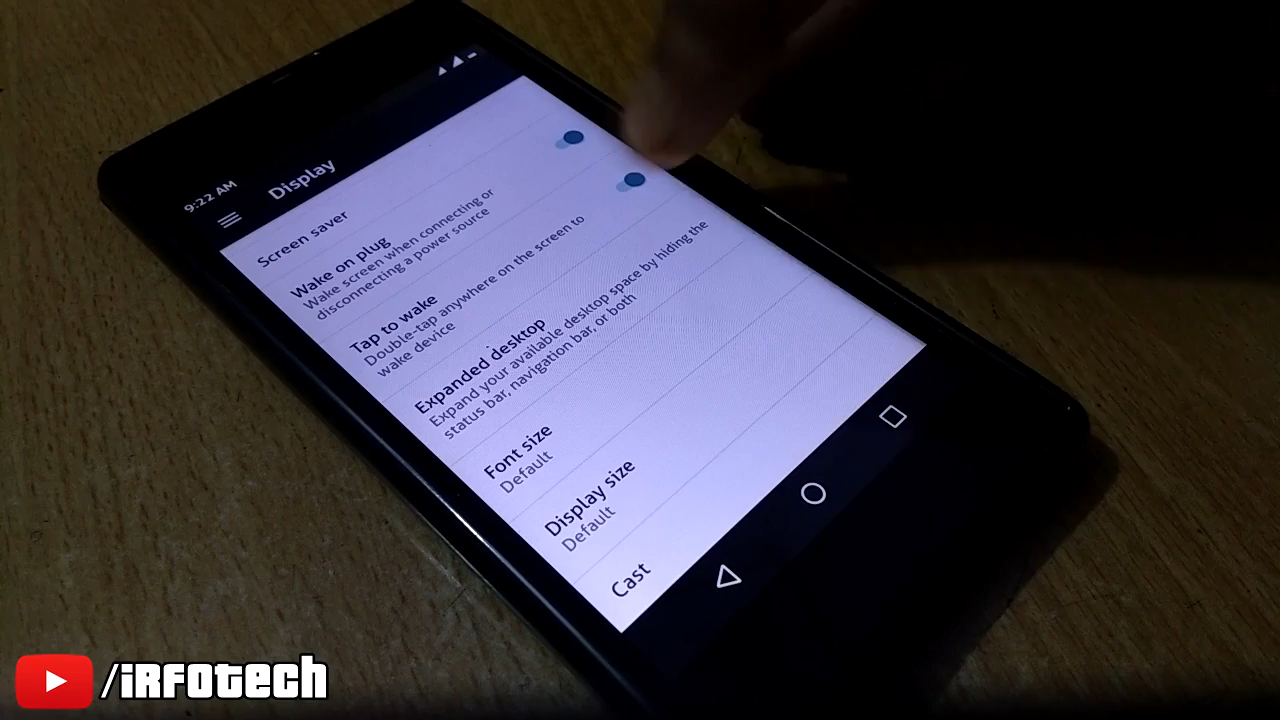 9:22 AM
Display
Screen saver
Wake on plug
Wake screen when connecting or
disconnecting a power source
Tap to wake
Double-tap anywhere on the screen to
wake device
Expanded desktop
Expand your available desktop space by hiding the
status bar, navigation bar, or both
Font size
Default
Display size
Default
Cast
/iRFOtech